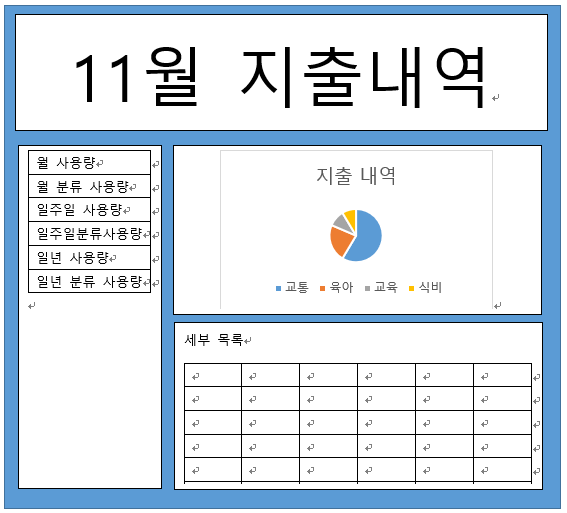 11월 지출내역
월 사용량
월 분류 사용량
일주일 사용량
일주일분류사용량
일년 사용량
일년 분류 사용량
지출 내역
교통 육아 교육 식비
세부 목록